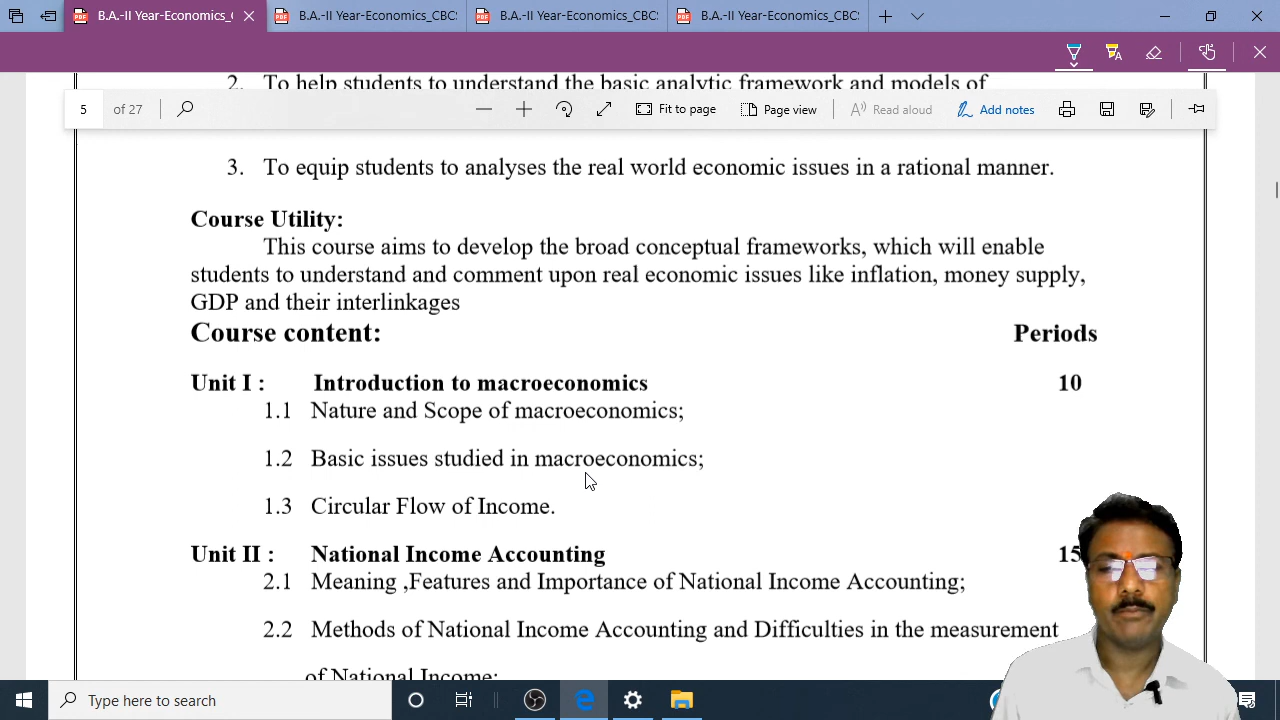 B.A.-II Year-Economics_
B.A.-II Year-Economics_CBC
B.A.-II Year-Economics_CBC
B.A.-II Year-Economics_CBC
2. To help students to understand the basic analytic framework and models of
5 of 27
Fit to page
Page view
Read aloud
Add notes
3. To equip students to analyses the real world economic issues in a rational manner.
Course Utility:
This course aims to develop the broad conceptual frameworks, which will enable
students to understand and comment upon real economic issues like inflation, money supply,
GDP and their interlinkages
Course content: Periods
Unit I : Introduction to macroeconomics 10
1.1 Nature and Scope of macroeconomics;
1.2 Basic issues studied in macroeconomics;
1.3 Circular Flow of Income.
Unit II : National Income Accounting 15
2.1 Meaning ,Features and Importance of National Income Accounting;
2.2 Methods of National Income Accounting and Difficulties in the measurement
of National Income;
Type here to search